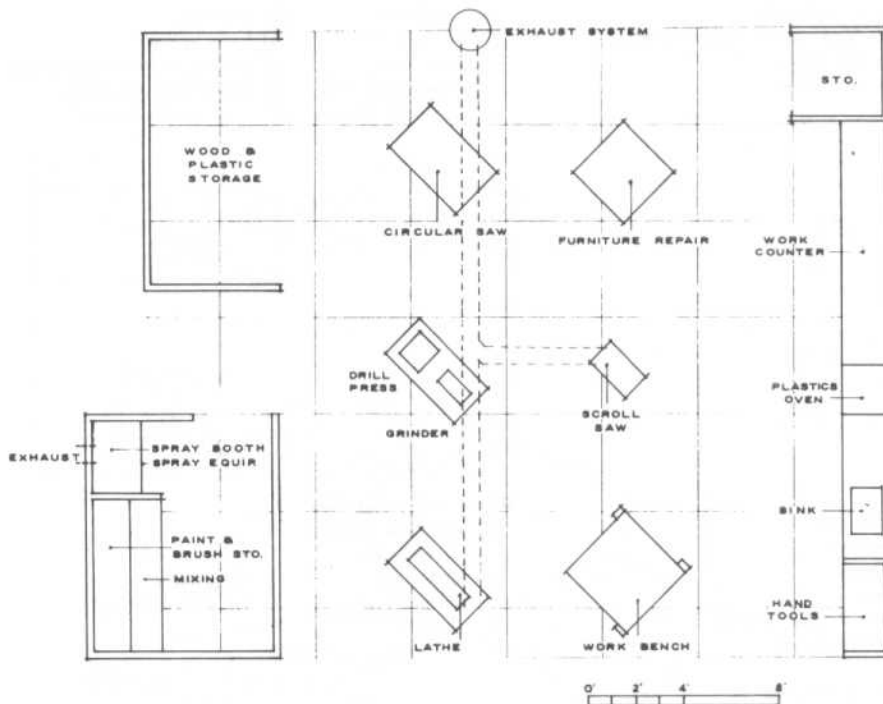 EXHAUST SYSTEM
STO.
WOOD &
PLASTIC
STORAGE
CIRCULAR SAW
FURNITURE REPAIR
WORK
COUNTER
DRILL
PRESS
GRINDER
SCROLL
SAW
PLASTICS
OVEN
EXHAUST
SPRAY BOOTH
SPRAY EQUIR
SINK
PAINT &
BRUSH STO.
MIXING
HAND
TOOLS
LATHE
WORK BENCH
0' 2' 4' 8'